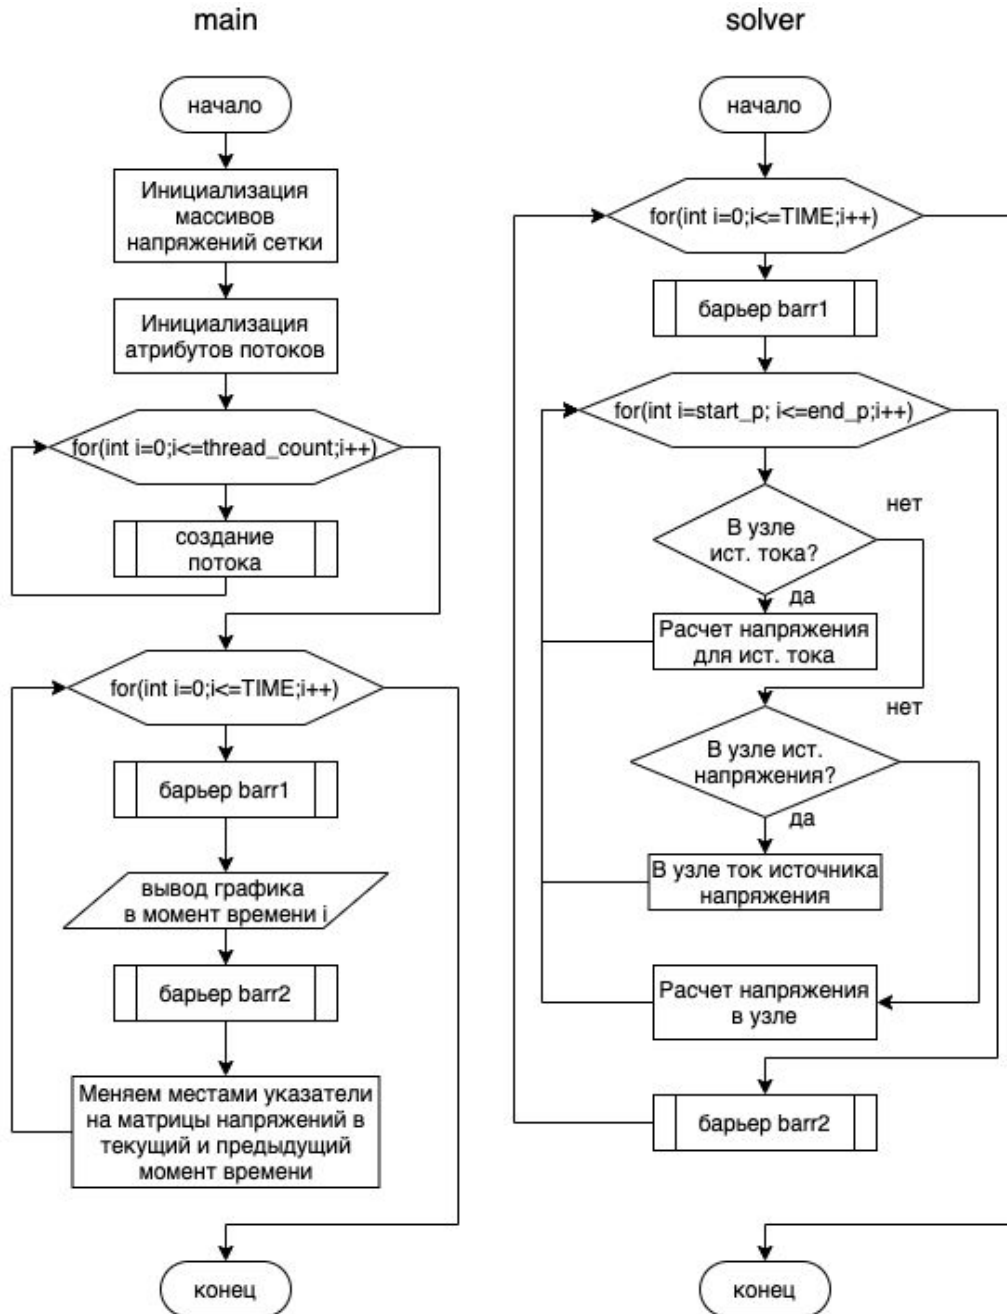 main
начало
Инициализация
массивов
напряжений сетки
Инициализация
атрибутов потоков
for(int i=0;i<=thread_count;i++)
создание
потока
for(int i=0;i<=TIME;i++)
барьер barr1
вывод графика
в момент времени i
барьер barr2
Меняем местами указатели
на матрицы напряжений в
текущий и предыдущий
момент времени
конец
solver
начало
for(int i=0;i<=TIME;i++)
барьер barr1
for(int i=start_p; i<=end_p;i++)
В узле
ист. тока?
нет
да
Расчет напряжения
для ист. тока
В узле ист.
напряжения?
нет
да
В узле ток источника
напряжения
Расчет напряжения
в узле
барьер barr2
конец